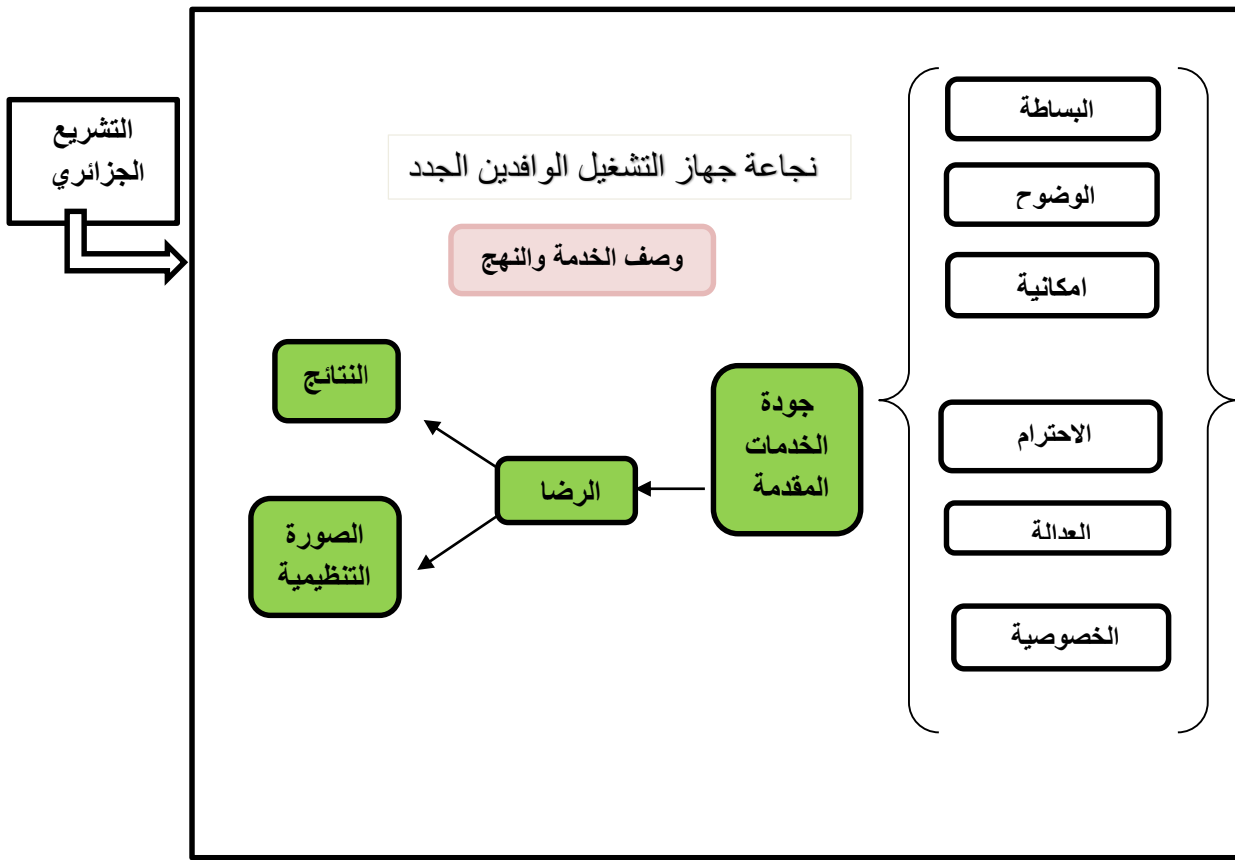 التشريع
الجزائري
نجاعة جهاز التشغيل الوافدين الجدد
وصف الخدمة والنهج
البساطة
الوضوح
امكانية
الاحترام
العدالة
الخصوصية
جودة
الخدمات
المقدمة
الرضا
النتائج
الصورة
التنظيمية